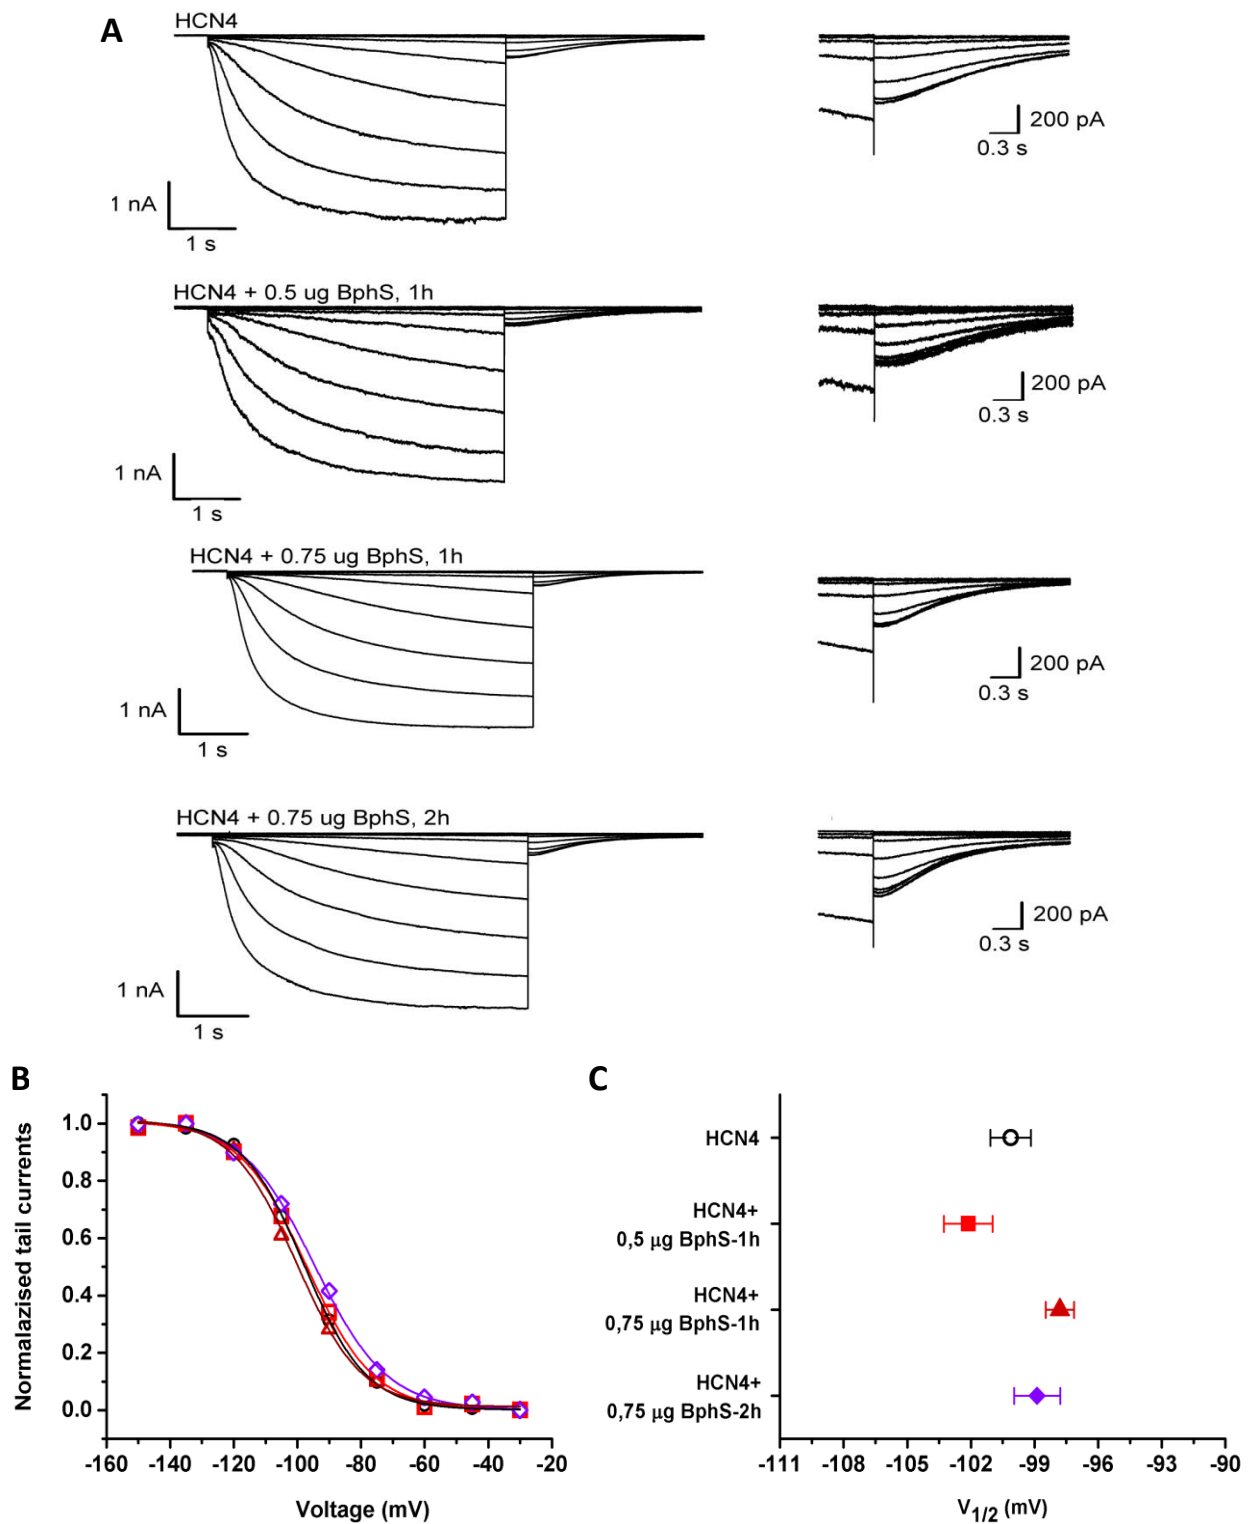 A
HCN4
1 nA
1 s
200 pA
0.3 s
HCN4 + 0.5 ug BphS, 1h
1 nA
1 s
200 pA
0.3 s
HCN4 + 0.75 ug BphS, 1h
1 nA
1 s
200 pA
0.3 s
HCN4 + 0.75 ug BphS, 2h
1 nA
1 s
200 pA
0.3 s
B
Normalazised tail currents
1.0
0.8
0.6
0.4
0.2
0.0
-160 -140 -120 -100 -80 -60 -40 -20
Voltage (mV)
C
HCN4
HCN4+
0,5 µg BphS-1h
HCN4+
0,75 µg BphS-1h
HCN4+
0,75 µg BphS-2h
-111 -108 -105 -102 -99 -96 -93 -90
V1/2 (mV)